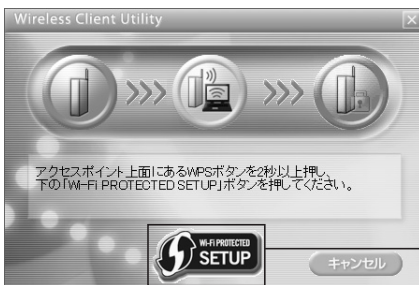 Wireless Client Utility
アクセスポイント上面にあるWPSボタンを2秒以上押し、
下の「Wi-Fi PROTECTED SETUP」ボタンを押してください。
Wi-Fi PROTECTED
SETUP
キャンセル